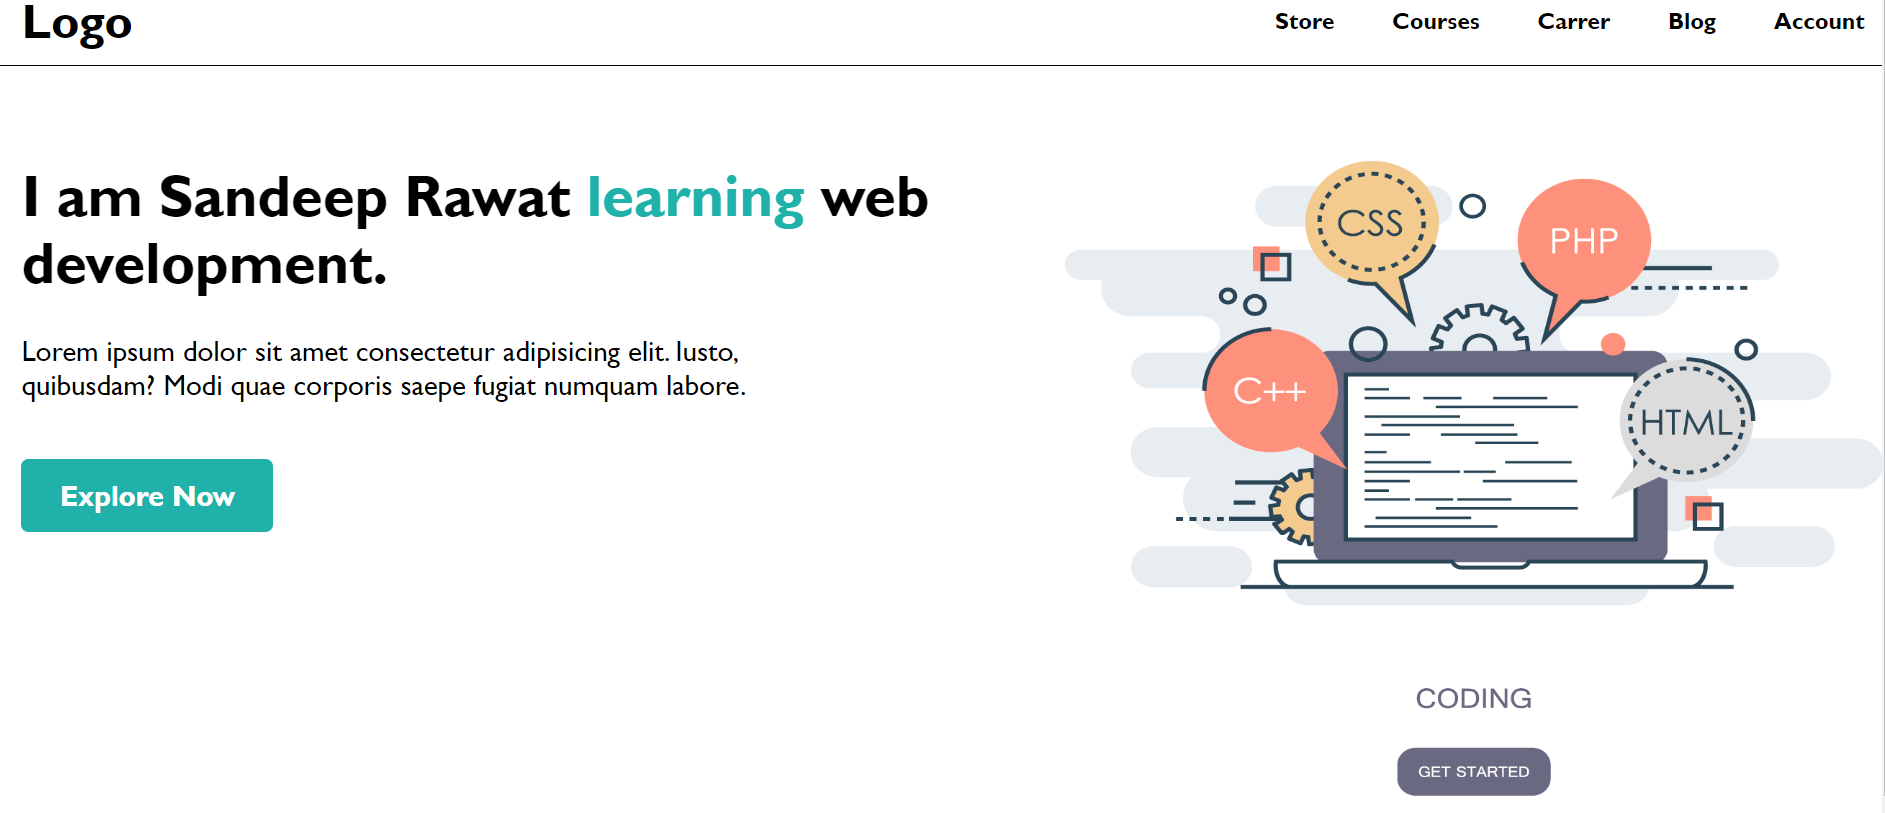 Logo
Store Courses Carrer Blog Account
I am Sandeep Rawat learning web
development.
Lorem ipsum dolor sit amet consectetur adipisicing elit. Iusto,
quibusdam? Modi quae corporis saepe fugiat numquam labore.
Explore Now
CSS
PHP
C++
HTML
CODING
GET STARTED